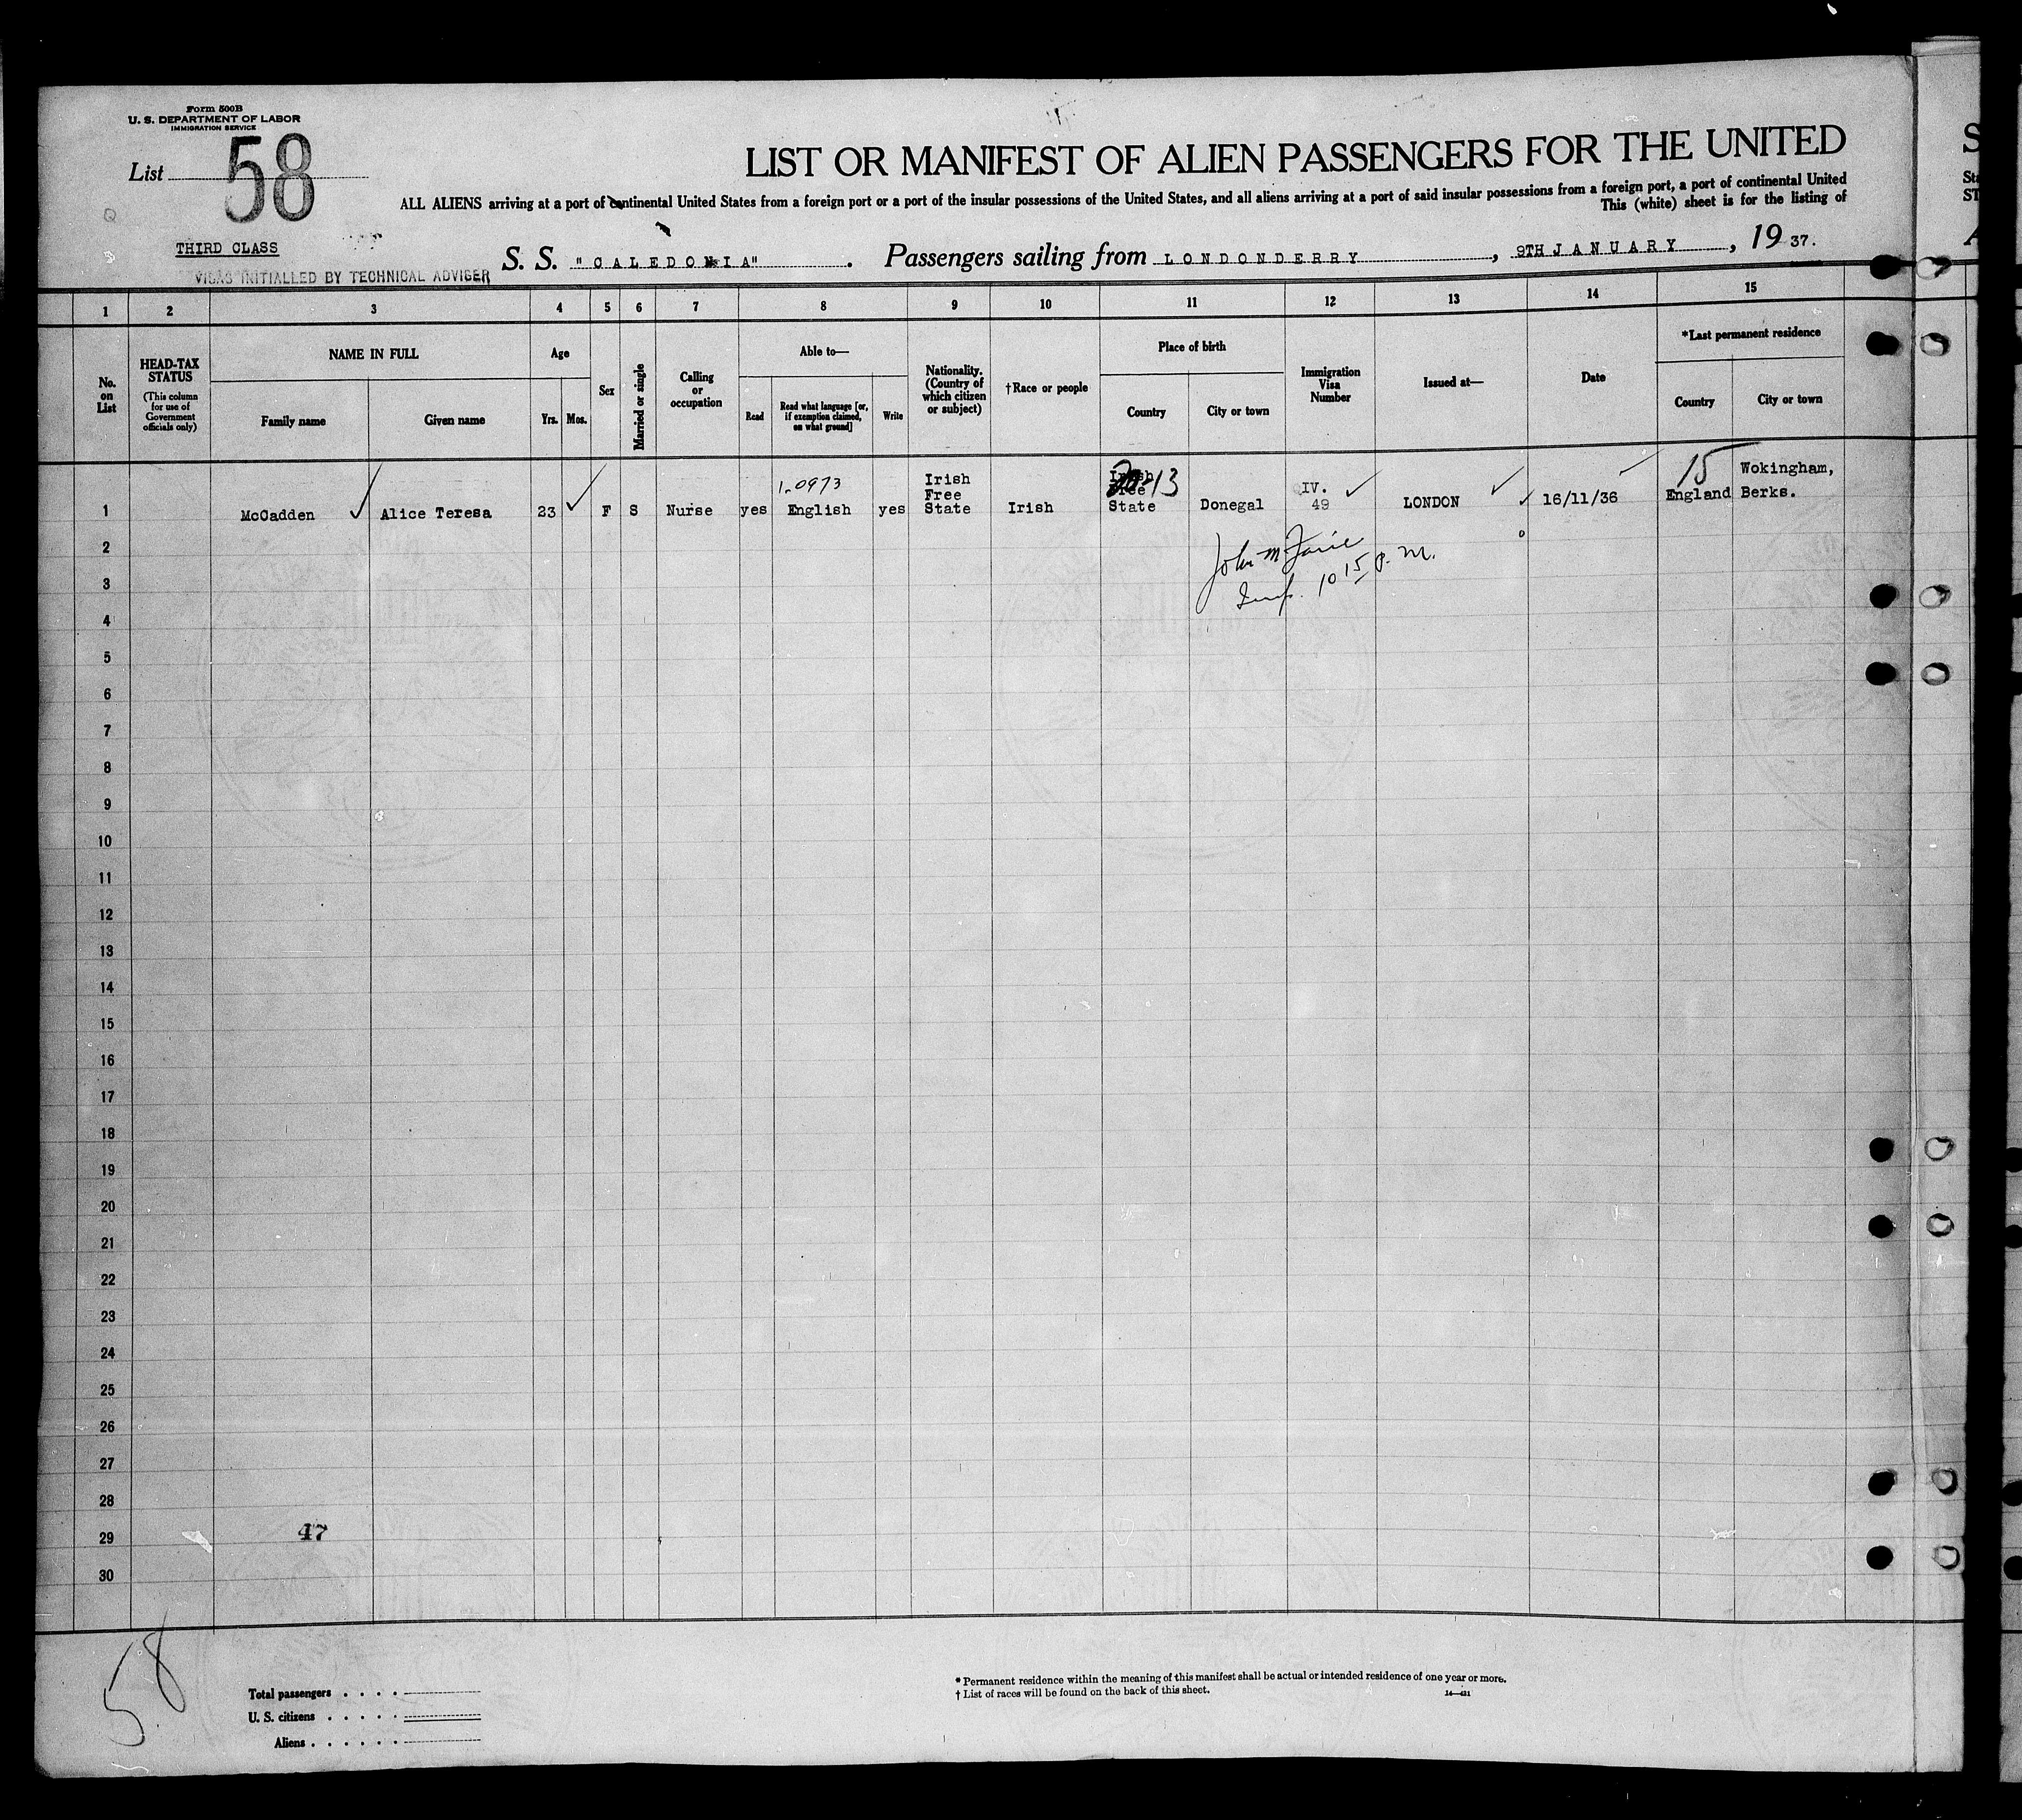 Form 500B
U. S. DEPARTMENT OF LABOR
IMMIGRATION SERVICE
List 58
LIST OR MANIFEST OF ALIEN PASSENGERS FOR THE UNITED
ALL ALIENS arriving at a port of continental United States from a foreign port or a port of the insular possessions of the United States, and all aliens arriving at a port of said insular possessions from a foreign port, a port of continental United
This (white) sheet is for the listing of
THIRD CLASS
VISAS INITIALLED BY TECHNICAL ADVISER
S. S. "CALEDONIA". Passengers sailing from LONDONDERRY, 9TH JANUARY, 19 37.
1 2 3 4 5 6 7 8 9 10 11 12 13 14 15
No. on List
HEAD-TAX STATUS
(This column for use of Government officials only)
NAME IN FULL
Family name
Given name
Age
Yrs. Mos.
Sex
Married or single
Calling or occupation
Able to—
Read
Read what language [or, if exemption claimed, on what ground]
Write
Nationality. (Country of which citizen or subject)
†Race or people
Place of birth
Country
City or town
Immigration Visa Number
Issued at—
Date
*Last permanent residence
Country
City or town
1 McCadden Alice Teresa 23 F S Nurse yes English yes Irish Free State Irish Irish Free State Donegal IV. 49 LONDON 16/11/36 England Wokingham, Berks.
1-0973
13
15
2
John M
10 15 P. M.
3
4
5
6
7
8
9
10
11
12
13
14
15
16
17
18
19
20
21
22
23
24
25
26
27
28
29
47
30
58
Total passengers . . . .
U. S. citizens . . . . .
Aliens . . . . . .
* Permanent residence within the meaning of this manifest shall be actual or intended residence of one year or more.
† List of races will be found on the back of this sheet.